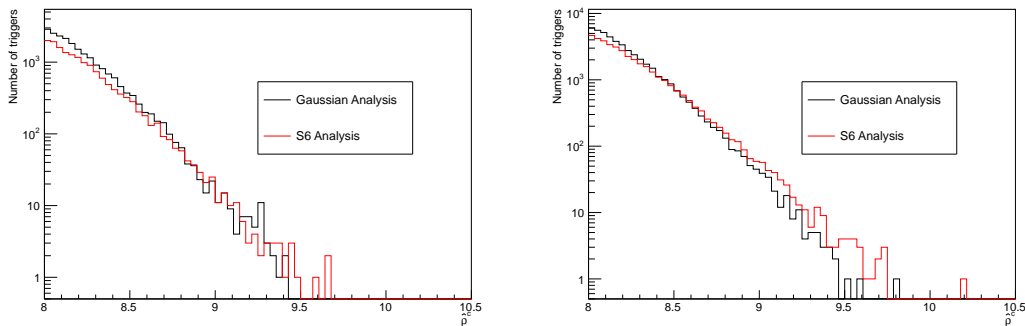 Number of triggers
10³
10²
10
1
8
8.5
9
9.5
10
10.5
ρ̂ᶜ
Gaussian Analysis
S6 Analysis
Number of triggers
10⁴
10³
10²
10
1
8
8.5
9
9.5
10
10.5
ρ̂ᶜ
Gaussian Analysis
S6 Analysis